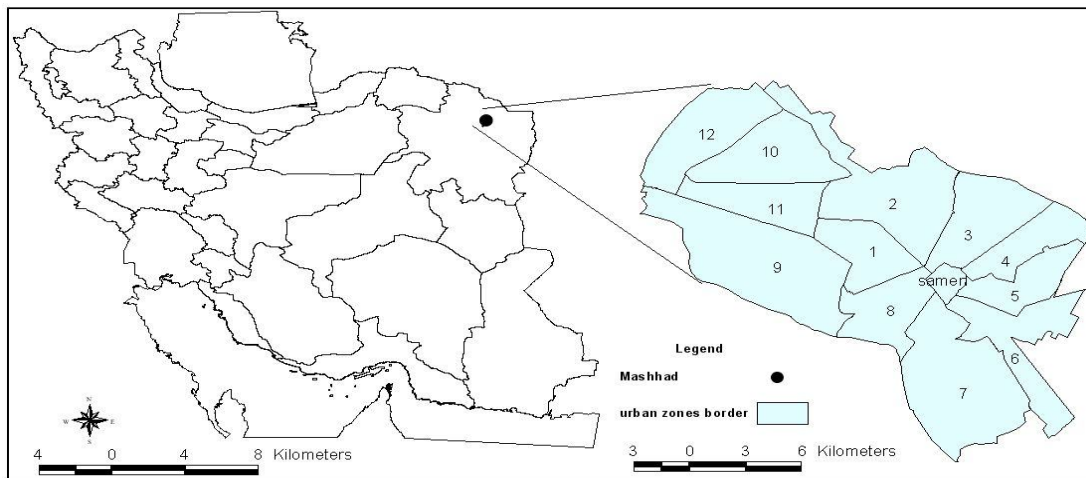 12
10
11
2
3
1
4
9
samen
5
8
6
7
Legend
Mashhad
urban zones border
N
W E
S
4 0 4 8 Kilometers
3 0 3 6 Kilometers